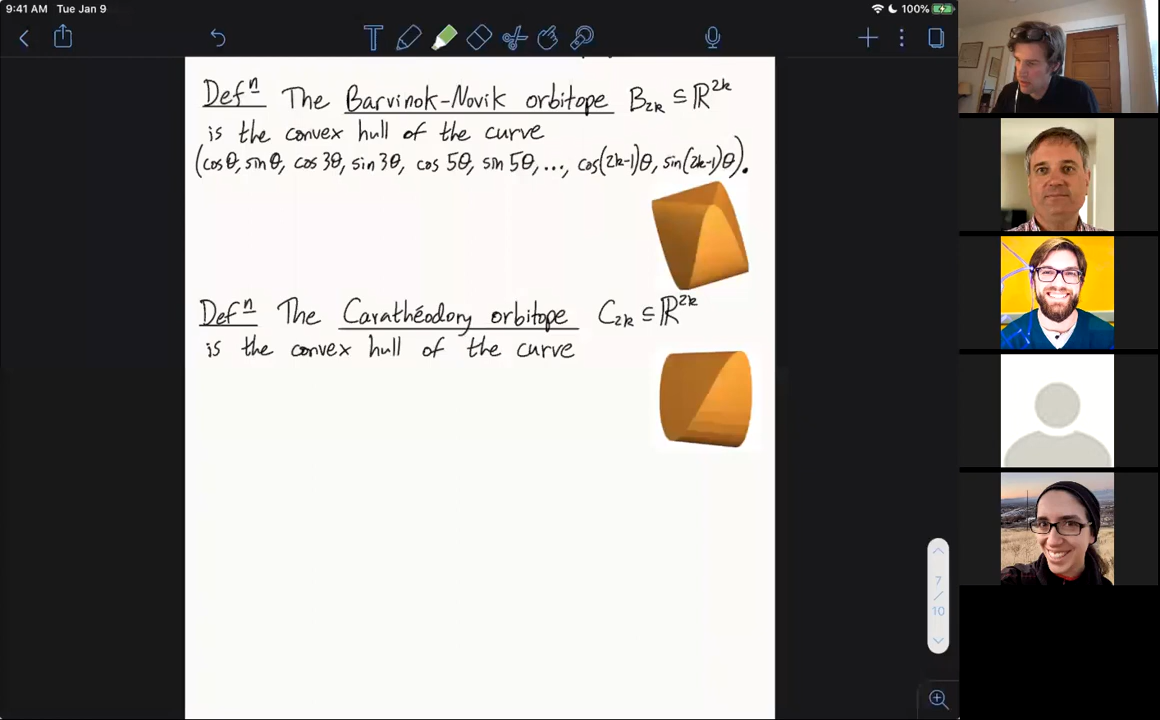 9:41 AM Tue Jan 9
100%
Defⁿ The Barvinok-Novik orbitope B₂ₖ ⊆ ℝ²ᵏ
is the convex hull of the curve
(cosθ, sinθ, cos 3θ, sin 3θ, cos 5θ, sin 5θ, ..., cos(2k-1)θ, sin(2k-1)θ).
Defⁿ The Carathéodory orbitope C₂ₖ ⊆ ℝ²ᵏ
is the convex hull of the curve
7
/
10